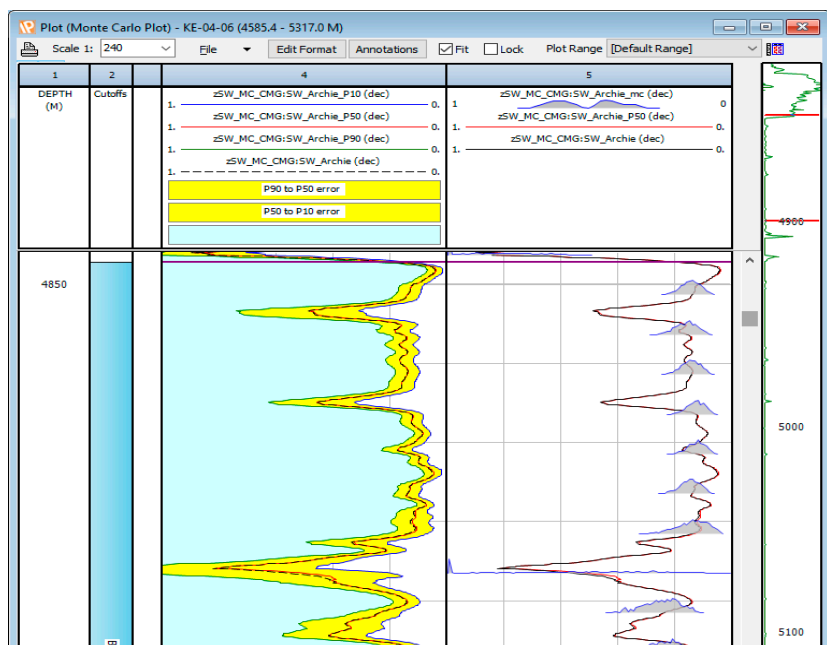 Plot (Monte Carlo Plot) - KE-04-06 (4585.4 - 5317.0 M)
Scale 1: 240 File Edit Format Annotations Fit Lock Plot Range [Default Range]
1 2 4 5
DEPTH
(M)
Cutoffs
zSW_MC_CMG:SW_Archie_P10 (dec)
1. 0.
zSW_MC_CMG:SW_Archie_P50 (dec)
1. 0.
zSW_MC_CMG:SW_Archie_P90 (dec)
1. 0.
zSW_MC_CMG:SW_Archie (dec)
1. 0.
P90 to P50 error
P50 to P10 error
zSW_MC_CMG:SW_Archie_mc (dec)
1 0
zSW_MC_CMG:SW_Archie_P50 (dec)
1. 0.
zSW_MC_CMG:SW_Archie (dec)
1. 0.
4850
4900
5000
5100